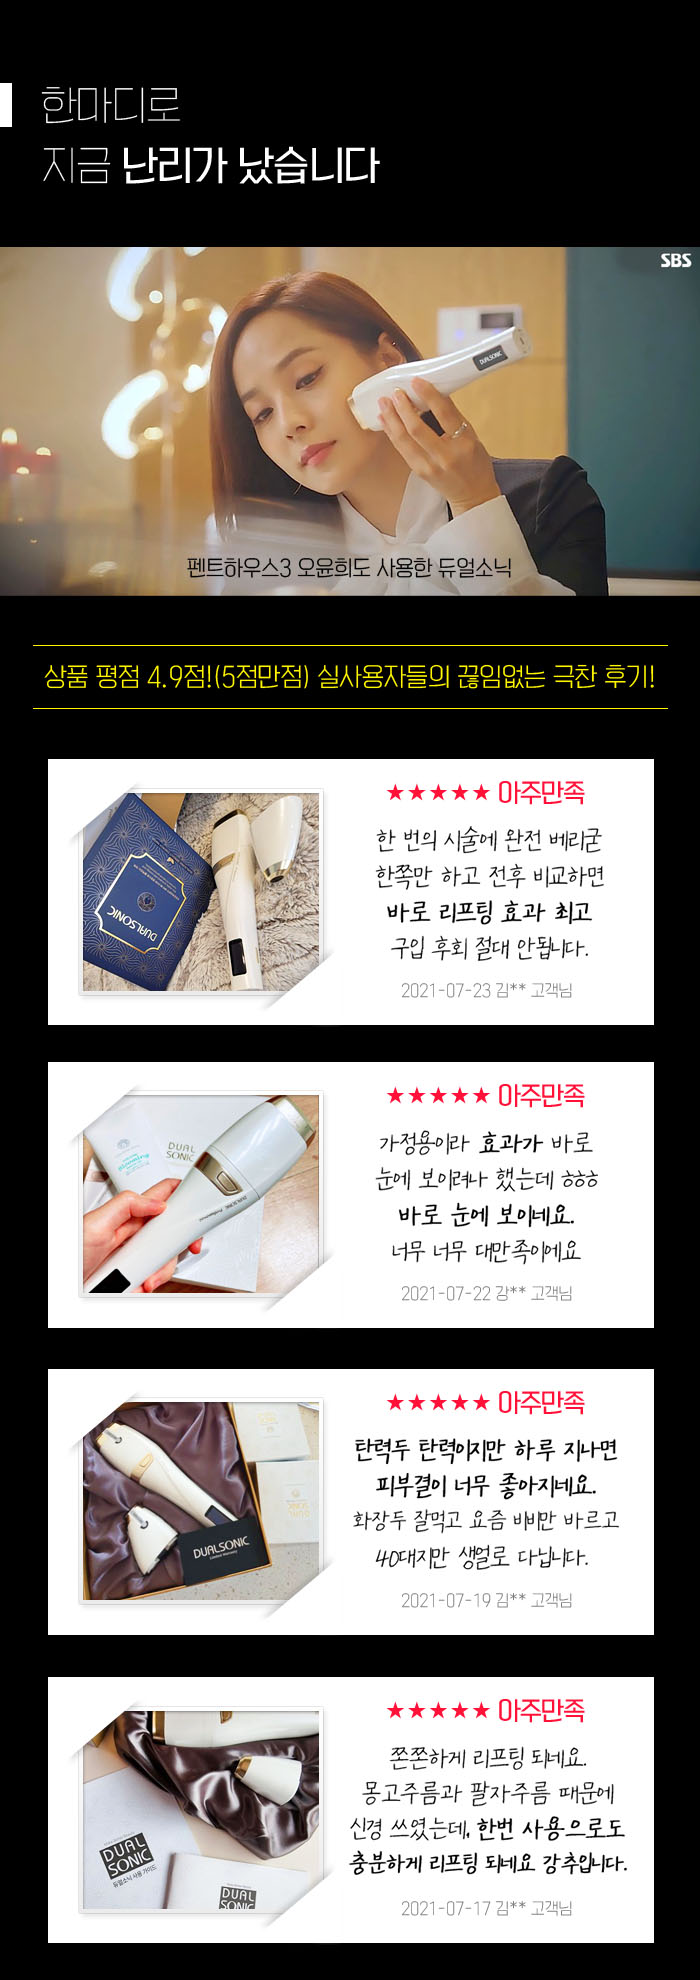 한마디로
지금 난리가 났습니다
SBS
DUALSONIC
펜트하우스3 오윤희도 사용한 듀얼소닉
상품 평점 4.9점!(5점만점) 실사용자들의 끊임없는 극찬 후기!
DUALSONIC
★★★★★ 아주만족
한 번의 시술에 완전 베리굳
한쪽만 하고 전후 비교하면
바로 리프팅 효과 최고
구입 후회 절대 안됩니다.
2021-07-23 김** 고객님
DUAL
SONIC
DUALSONIC Professional
★★★★★ 아주만족
가정용이라 효과가 바로
눈에 보이려나 했는데 ㅎㅎㅎ
바로 눈에 보이네요.
너무 너무 대만족이에요
2021-07-22 강** 고객님
DUALSONIC
Limited Warranty
★★★★★ 아주만족
탄력두 탄력이지만 하루 지나면
피부결이 너무 좋아지네요.
화장두 잘먹고 요즘 비비만 바르고
40대지만 생얼로 다닙니다.
2021-07-19 김** 고객님
DUAL
SONIC
듀얼소닉 사용 가이드
DUAL
SONIC
★★★★★ 아주만족
쫀쫀하게 리프팅 되네요.
몽고주름과 팔자주름 때문에
신경 쓰였는데, 한번 사용으로도
충분하게 리프팅 되네요 강추입니다.
2021-07-17 김** 고객님